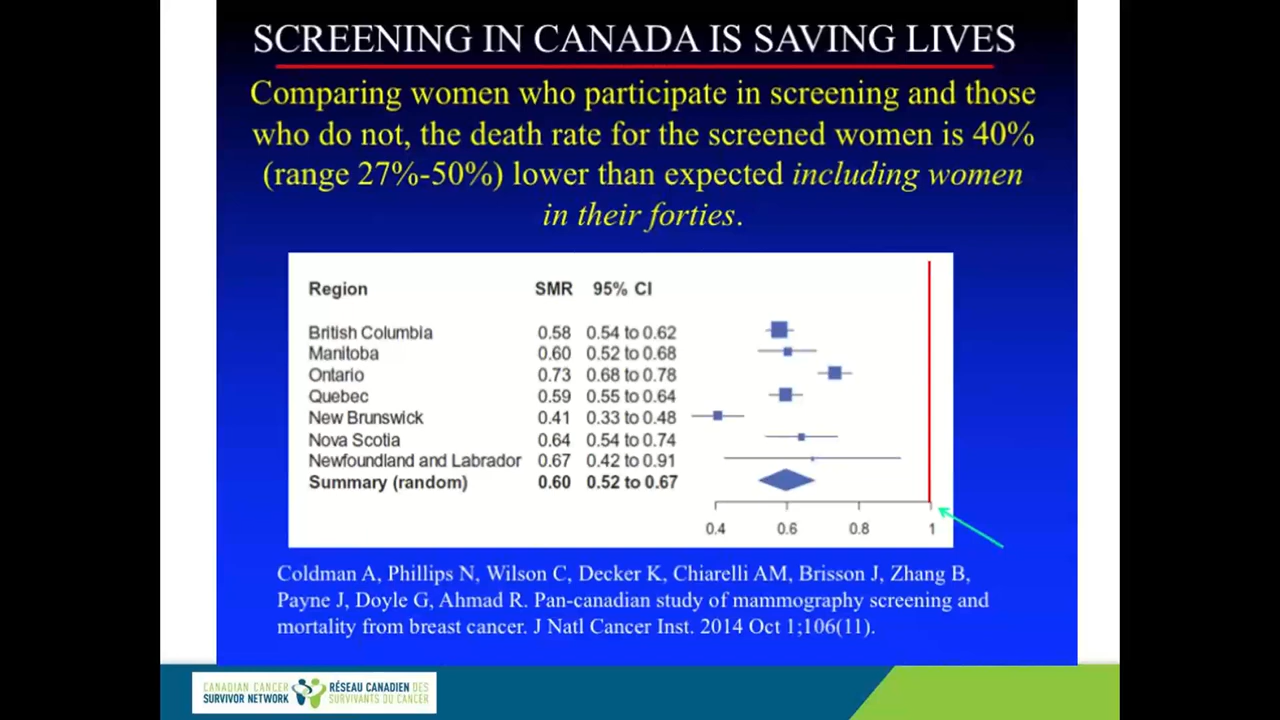 SCREENING IN CANADA IS SAVING LIVES
Comparing women who participate in screening and those
who do not, the death rate for the screened women is 40%
(range 27%-50%) lower than expected including women
in their forties.
Region SMR 95% CI
British Columbia 0.58 0.54 to 0.62
Manitoba 0.60 0.52 to 0.68
Ontario 0.73 0.68 to 0.78
Quebec 0.59 0.55 to 0.64
New Brunswick 0.41 0.33 to 0.48
Nova Scotia 0.64 0.54 to 0.74
Newfoundland and Labrador 0.67 0.42 to 0.91
Summary (random) 0.60 0.52 to 0.67
0.4 0.6 0.8 1
Coldman A, Phillips N, Wilson C, Decker K, Chiarelli AM, Brisson J, Zhang B,
Payne J, Doyle G, Ahmad R. Pan-canadian study of mammography screening and
mortality from breast cancer. J Natl Cancer Inst. 2014 Oct 1;106(11).
CANADIAN CANCER
SURVIVOR NETWORK
RÉSEAU CANADIEN DES
SURVIVANTS DU CANCER